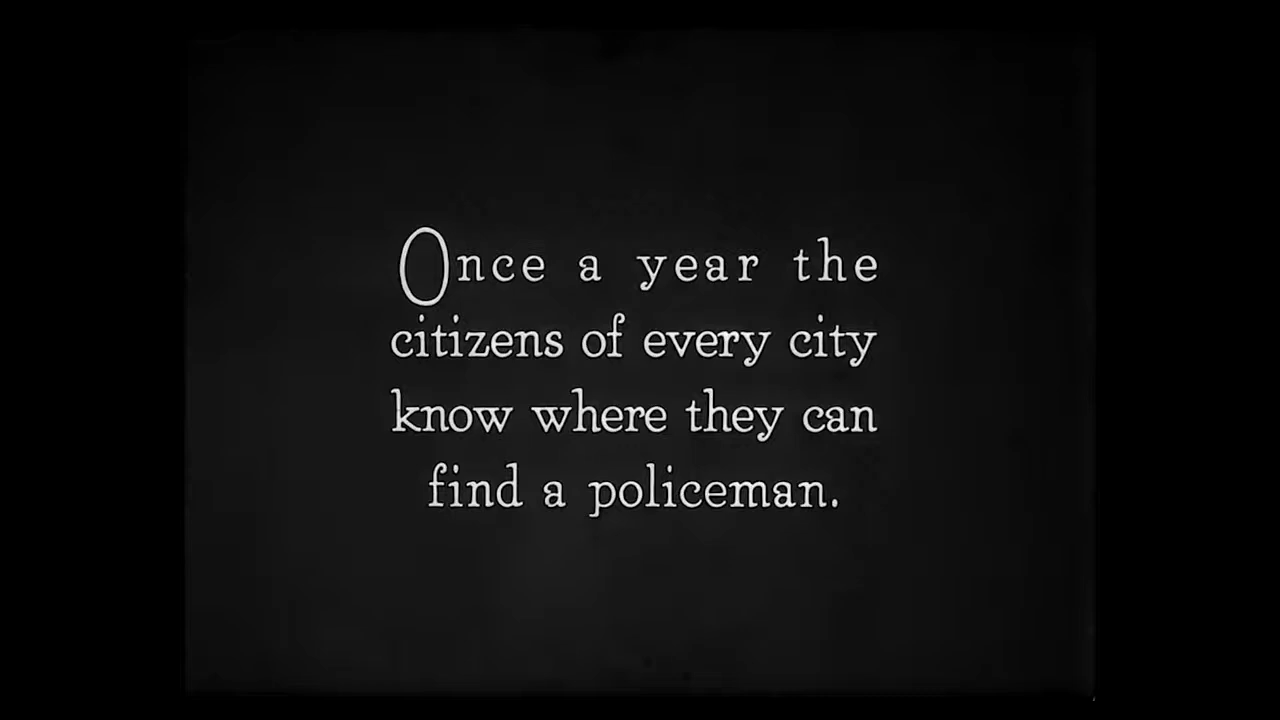 Once a year the
citizens of every city
know where they can
find a policeman.